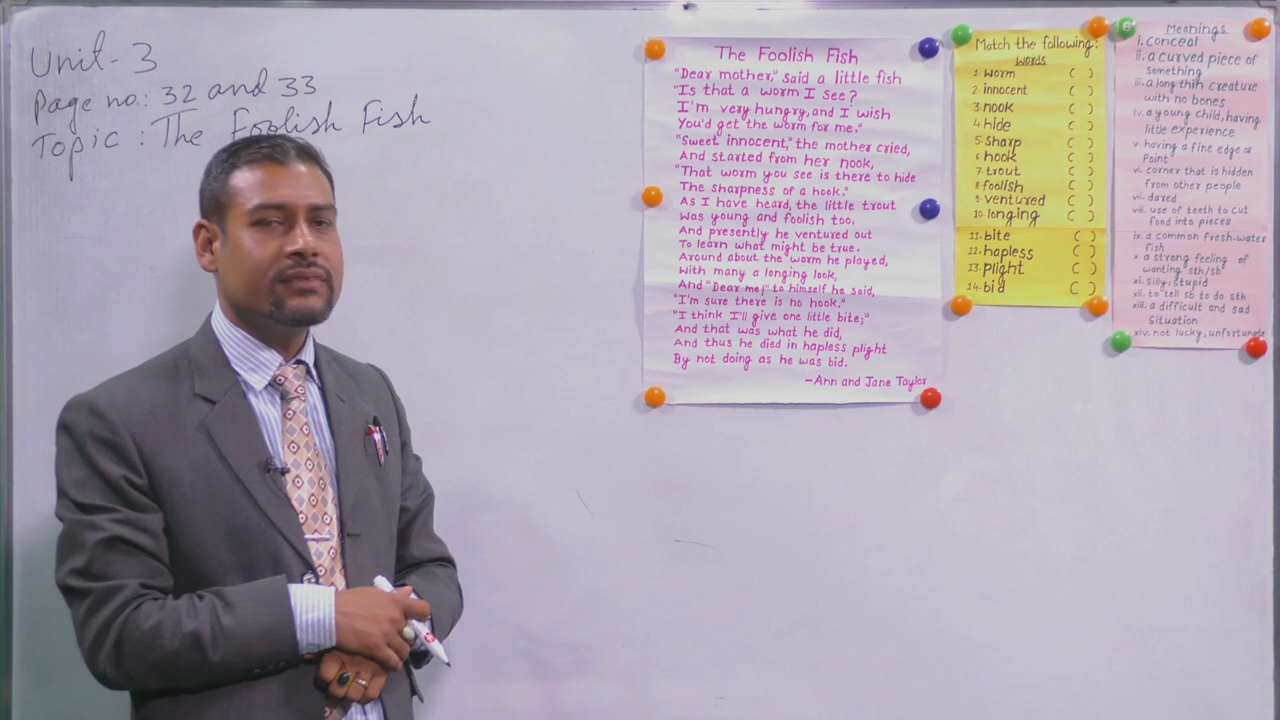 Unit-3
Page no.: 32 and 33
Topic : The Foolish Fish
The Foolish Fish
"Dear mother," said a little fish
"Is that a worm I see?
I'm very hungry, and I wish
You'd get the worm for me."
"Sweet innocent," the mother cried,
And started from her nook,
"That worm you see is there to hide
The sharpness of a hook."
As I have heard, the little trout
Was young and foolish too,
And presently he ventured out
To learn what might be true.
Around about the worm he played,
With many a longing look,
And "Dear me!" to himself he said,
"I'm sure there is no hook."
"I think I'll give one little bite;"
And that was what he did,
And thus he died in hapless plight
By not doing as he was bid.
-Ann and Jane Taylor
Match the following:
Words
1. worm ( )
2. innocent ( )
3. nook ( )
4. hide ( )
5. sharp ( )
6. hook ( )
7. trout ( )
8. foolish ( )
9. ventured ( )
10. longing ( )
11. bite ( )
12. hapless ( )
13. plight ( )
14. bid ( )
Meanings
i. conceal
ii. a curved piece of
something
iii. a long thin creature
with no bones
iv. a young child, having
little experience
v. having a fine edge or
Point
vi. corner that is hidden
from other people
vii. dared
viii. use of teeth to cut
food into pieces
ix. a common fresh-water
fish
x. a strong feeling of
wanting sth/sb
xi. Silly, stupid
xii. to tell sb to do sth
xiii. a difficult and sad
Situation
xiv. not lucky, unfortunate